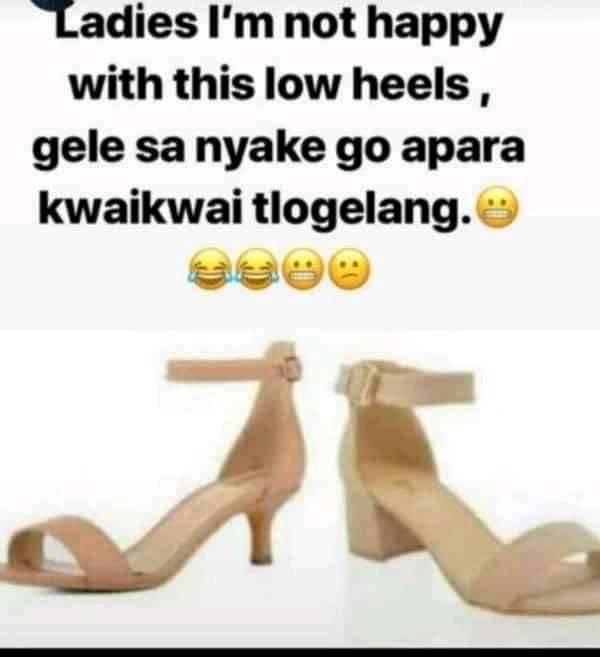 Ladies I'm not happy
with this low heels ,
gele sa nyake go apara
kwaikwai tlogelang.😬
😂😂😬😕